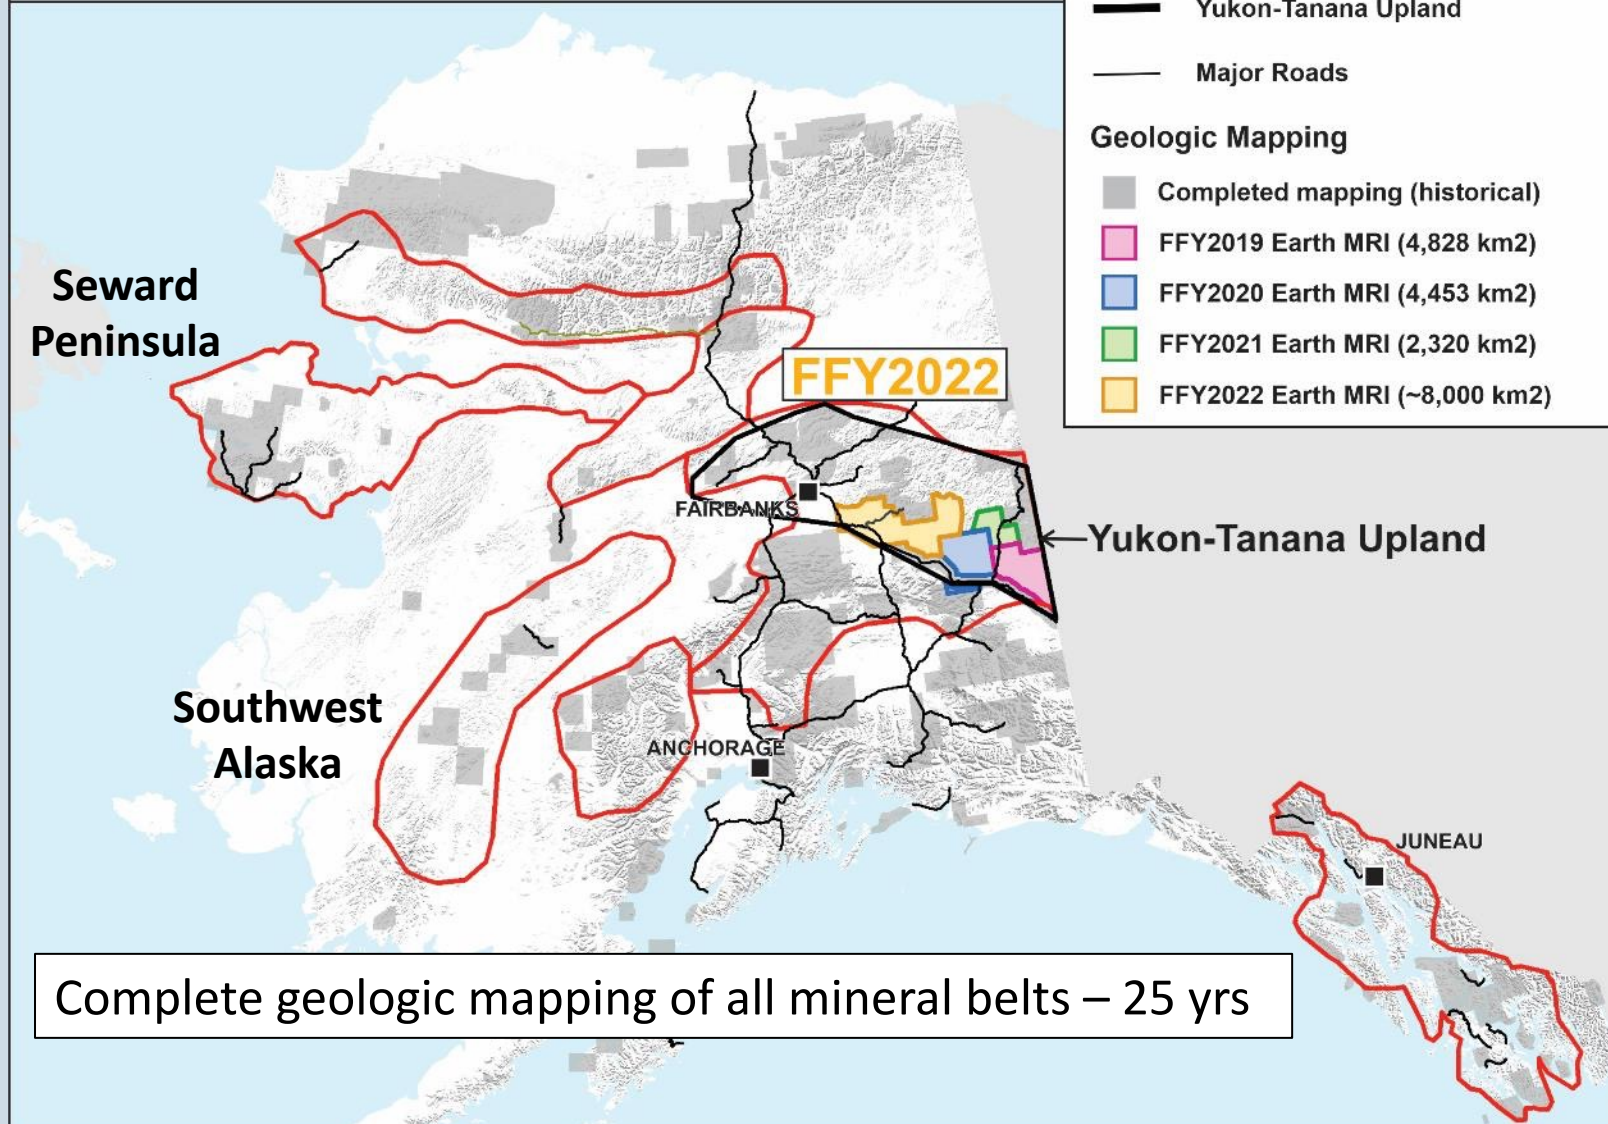 Yukon-Tanana Upland
Major Roads
Geologic Mapping
Completed mapping (historical)
FFY2019 Earth MRI (4,828 km2)
FFY2020 Earth MRI (4,453 km2)
FFY2021 Earth MRI (2,320 km2)
FFY2022 Earth MRI (~8,000 km2)
Seward
Peninsula
FFY2022
FAIRBANKS
Yukon-Tanana Upland
Southwest
Alaska
ANCHORAGE
JUNEAU
Complete geologic mapping of all mineral belts – 25 yrs